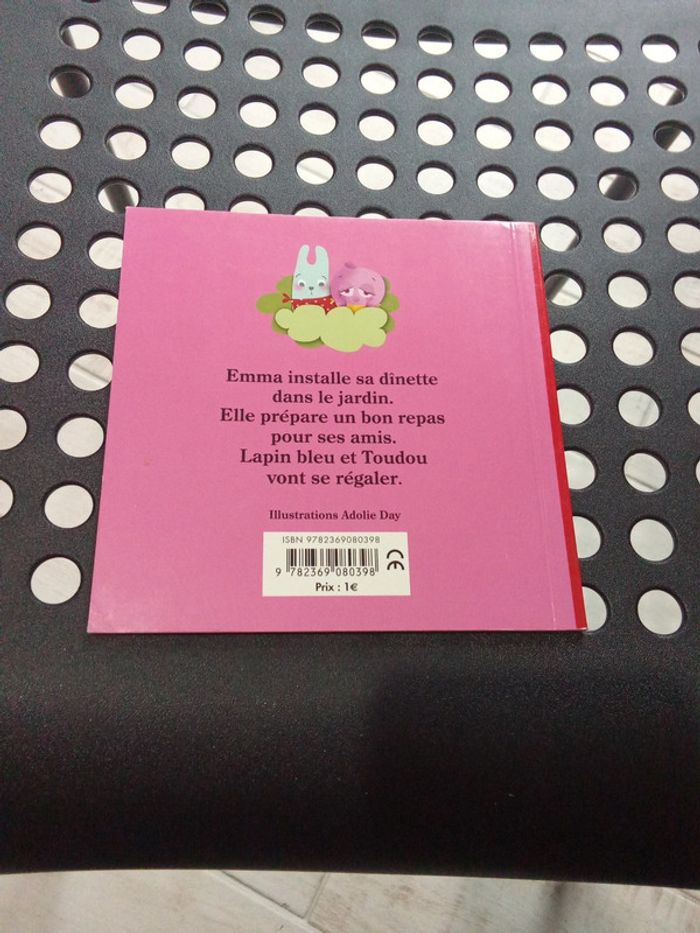 Emma installe sa dînette
dans le jardin.
Elle prépare un bon repas
pour ses amis.
Lapin bleu et Toudou
vont se régaler.
Illustrations Adolie Day
ISBN 9782369080398
9 782369 080398
CE
Prix : 1€